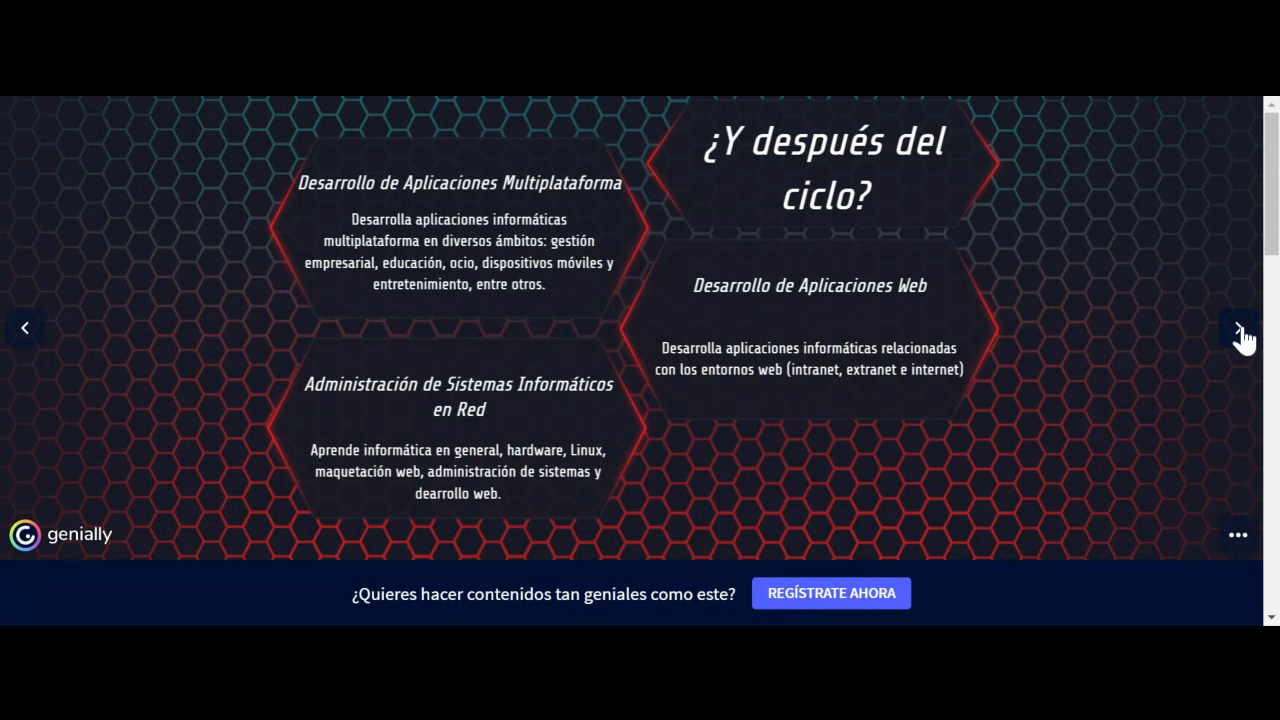 ¿Y después del
ciclo?
Desarrollo de Aplicaciones Multiplataforma
Desarrolla aplicaciones informáticas
multiplataforma en diversos ámbitos: gestión
empresarial, educación, ocio, dispositivos móviles y
entretenimiento, entre otros.
Desarrollo de Aplicaciones Web
Desarrolla aplicaciones informáticas relacionadas
con los entornos web (intranet, extranet e internet)
Administración de Sistemas Informáticos
en Red
Aprende informática en general, hardware, Linux,
maquetación web, administración de sistemas y
dearrollo web.
genially
¿Quieres hacer contenidos tan geniales como este?
REGÍSTRATE AHORA